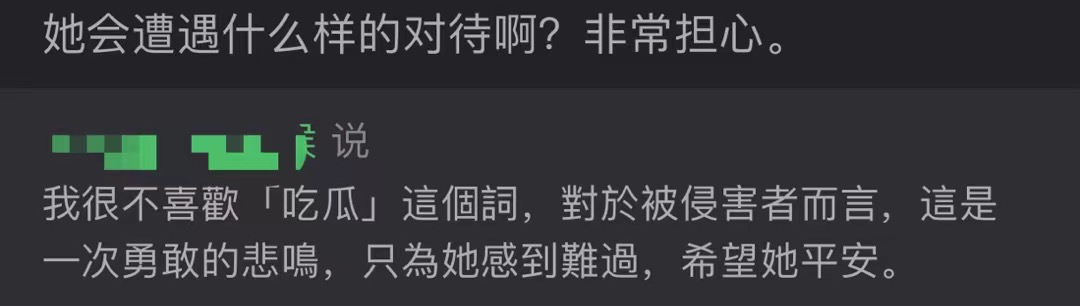 她会遭遇什么样的对待啊？非常担心。
说
我很不喜歡「吃瓜」這個詞，對於被侵害者而言，這是
一次勇敢的悲鳴，只為她感到難過，希望她平安。